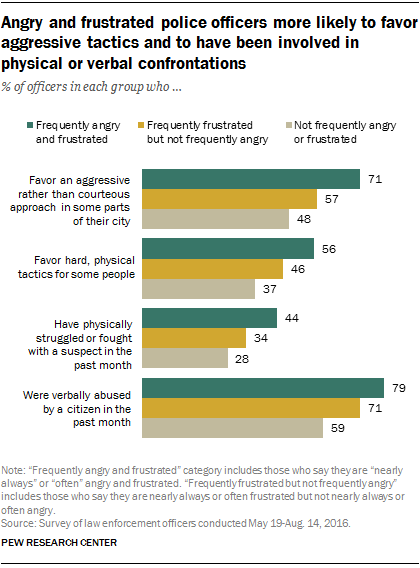 Angry and frustrated police officers more likely to favor
aggressive tactics and to have been involved in
physical or verbal confrontations
% of officers in each group who ...
Frequently angry
and frustrated
Frequently frustrated
but not frequently angry
Not frequently angry
or frustrated
Favor an aggressive
rather than courteous
approach in some parts
of their city
71
57
48
Favor hard, physical
tactics for some people
56
46
37
Have physically
struggled or fought
with a suspect in the
past month
44
34
28
Were verbally abused
by a citizen in the
past month
79
71
59
Note: “Frequently angry and frustrated” category includes those who say they are “nearly
always” or “often” angry and frustrated. “Frequently frustrated but not frequently angry”
includes those who say they are nearly always or often frustrated but not nearly always or
often angry.
Source: Survey of law enforcement officers conducted May 19-Aug. 14, 2016.
PEW RESEARCH CENTER